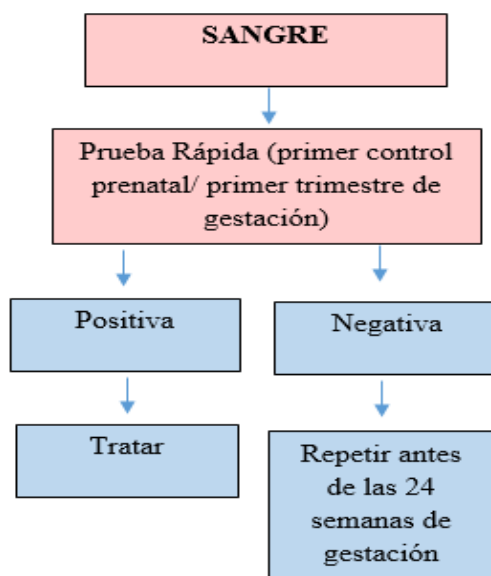 SANGRE
Prueba Rápida (primer control
prenatal/ primer trimestre de
gestación)
Positiva
Negativa
Tratar
Repetir antes
de las 24
semanas de
gestación